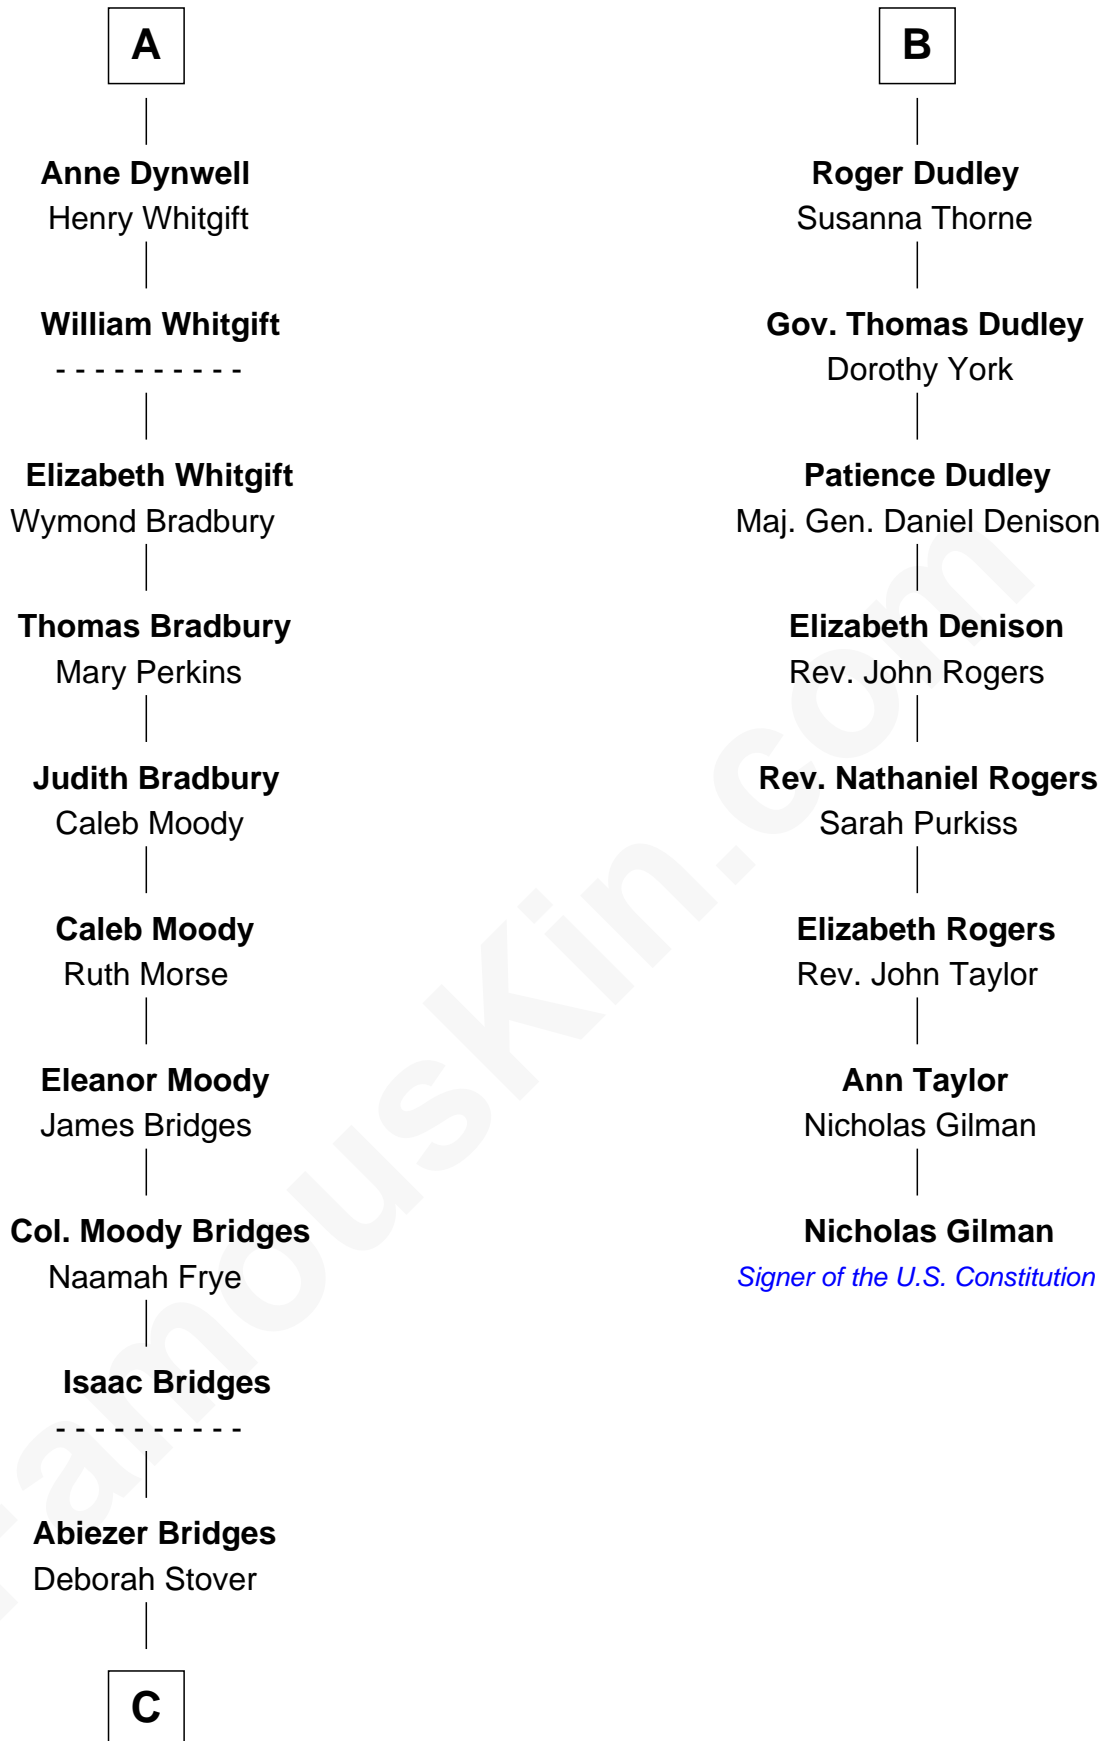 A
Anne Dynwell
Henry Whitgift
William Whitgift
- - - - - - - - - -
Elizabeth Whitgift
Wymond Bradbury
Thomas Bradbury
Mary Perkins
Judith Bradbury
Caleb Moody
Caleb Moody
Ruth Morse
Eleanor Moody
James Bridges
Col. Moody Bridges
Naamah Frye
Isaac Bridges
- - - - - - - - - -
Abiezer Bridges
Deborah Stover
C
B
Roger Dudley
Susanna Thorne
Gov. Thomas Dudley
Dorothy York
Patience Dudley
Maj. Gen. Daniel Denison
Elizabeth Denison
Rev. John Rogers
Rev. Nathaniel Rogers
Sarah Purkiss
Elizabeth Rogers
Rev. John Taylor
Ann Taylor
Nicholas Gilman
Nicholas Gilman
Signer of the U.S. Constitution
FamousKin.com